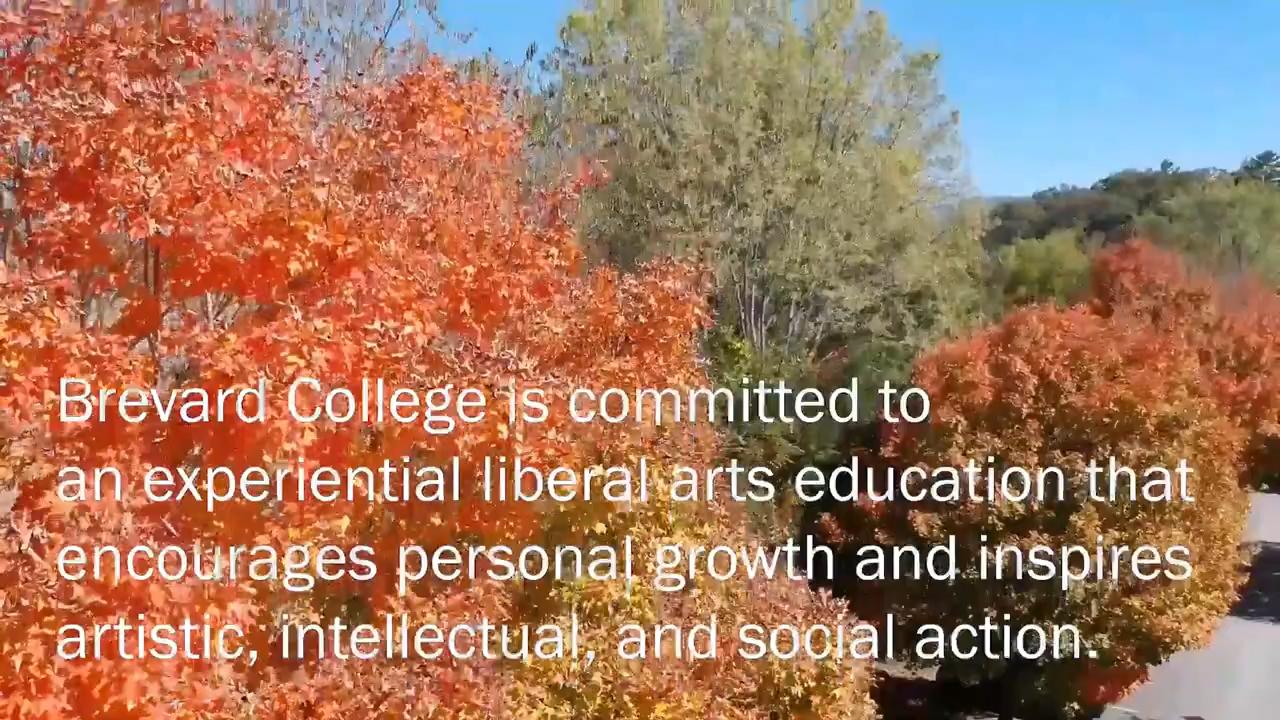 Brevard College is committed to
an experiential liberal arts education that
encourages personal growth and inspires
artistic, intellectual, and social action.